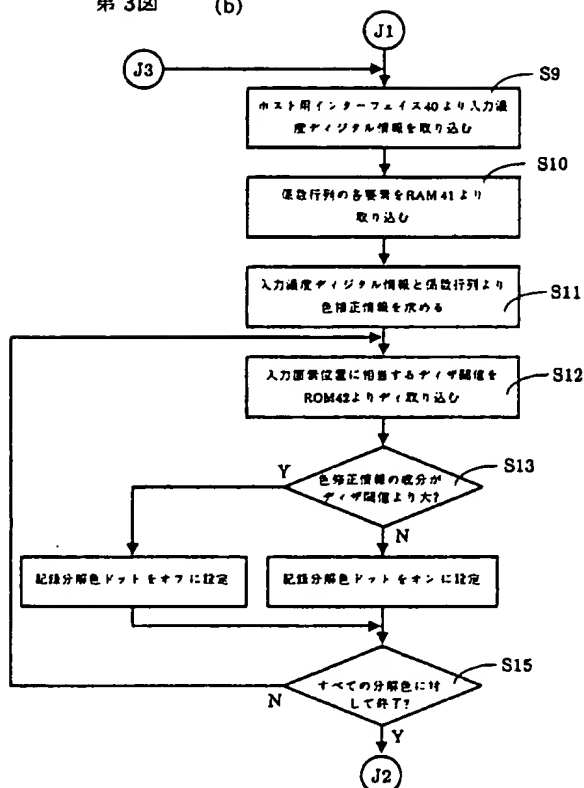 第3図 (b)
J1
J3
S9
ホスト用インターフェイス40より入力濃
度ディジタル情報を取り込む
S10
係数行列の各要素をRAM41より
取り込む
S11
入力濃度ディジタル情報と係数行列より
色修正情報を求める
S12
入力画素位置に相当するディザ閾値を
ROM42よりディ取り込む
S13
色修正情報の成分が
ディザ閾値より大?
Y
N
記録分解色ドットをオフに設定
記録分解色ドットをオンに設定
S15
すべての分解色に対
して終了?
N
Y
J2